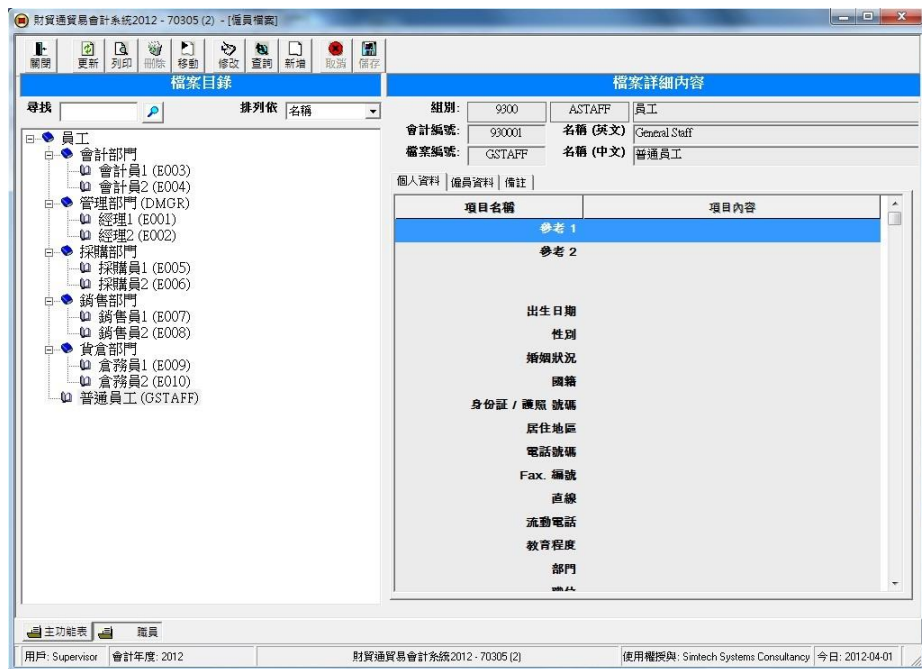 財貿通貿易會計系統2012 - 70305 (2) - [僱員檔案]
關閉 更新 列印 刪除 移動 修改 查詢 新增 取消 儲存
檔案目錄
尋找 排列依 名稱
員工
會計部門
會計員1 (E003)
會計員2 (E004)
管理部門 (DMGR)
經理1 (E001)
經理2 (E002)
採購部門
採購員1 (E005)
採購員2 (E006)
銷售部門
銷售員1 (E007)
銷售員2 (E008)
貨倉部門
倉務員1 (E009)
倉務員2 (E010)
普通員工 (GSTAFF)
檔案詳細內容
組別: 9300 ASTAFF 員工
會計編號: 930001 名稱 (英文) General Staff
檔案編號: GSTAFF 名稱 (中文) 普通員工
個人資料 僱員資料 備註
項目名稱 項目內容
參考 1
參考 2
出生日期
性別
婚姻狀況
國籍
身份証 / 護照 號碼
居住地區
電話號碼
Fax. 編號
直線
流動電話
教育程度
部門
主功能表 職員
用戶: Supervisor 會計年度: 2012 財貿通貿易會計系統2012 - 70305 (2) 使用權授與: Simtech Systems Consultancy 今日: 2012-04-01